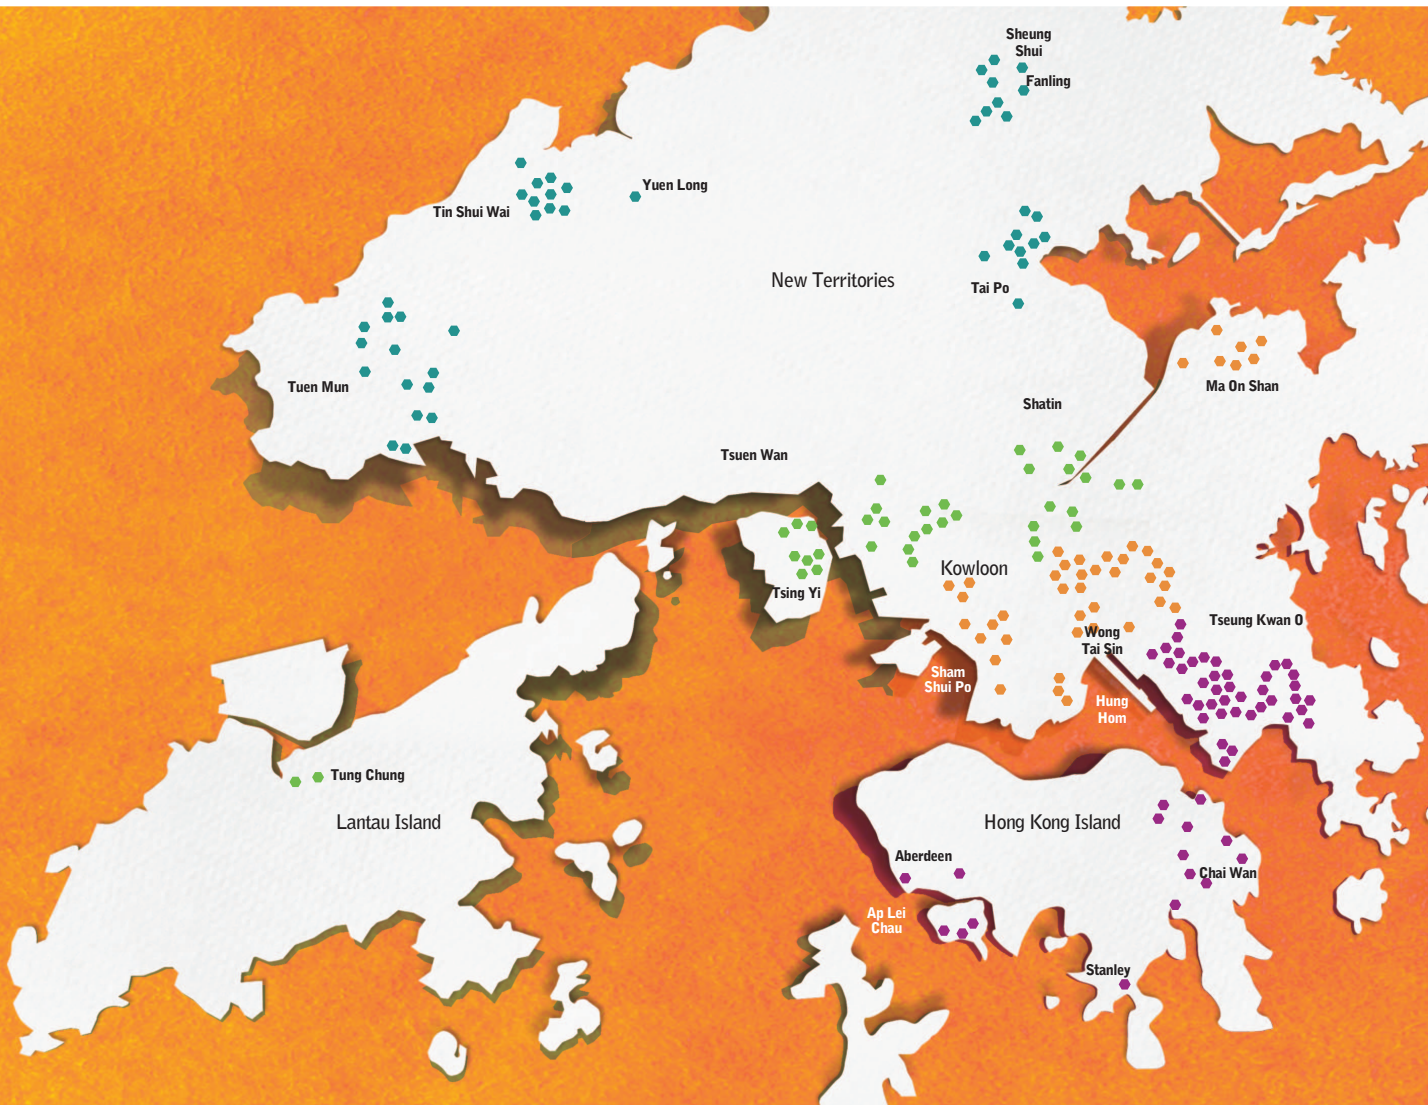 Sheung
Shui
Fanling
Yuen Long
Tin Shui Wai
New Territories
Tai Po
Tuen Mun
Ma On Shan
Shatin
Tsuen Wan
Kowloon
Tsing Yi
Tseung Kwan O
Wong
Tai Sin
Sham
Shui Po
Hung
Hom
Tung Chung
Lantau Island
Hong Kong Island
Aberdeen
Chai Wan
Ap Lei
Chau
Stanley